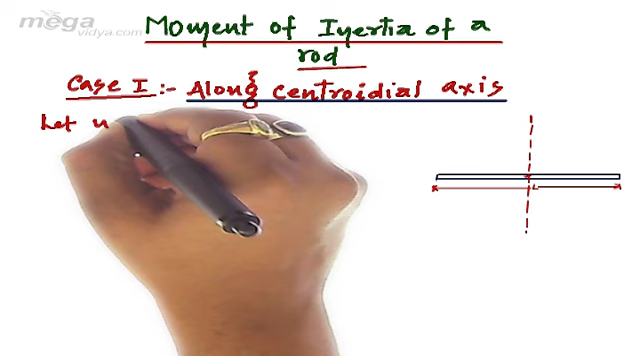 mega
vidya.com
Moment of Inertia of a
rod
Case I :- Along centroidial axis
Let u
L